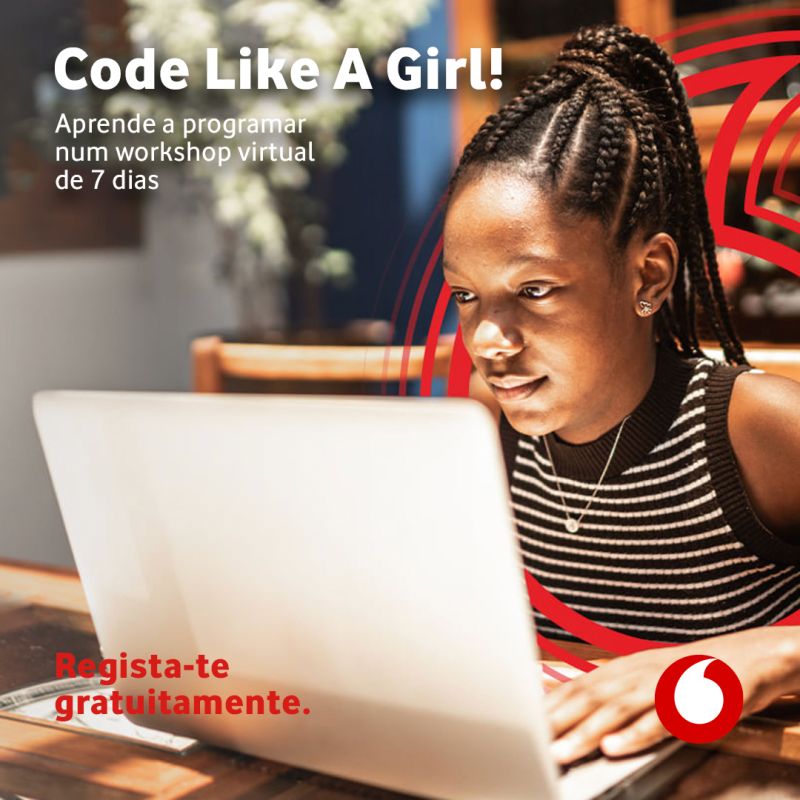 Code Like A Girl!
Aprende a programar
num workshop virtual
de 7 dias
Regista-te
gratuitamente.